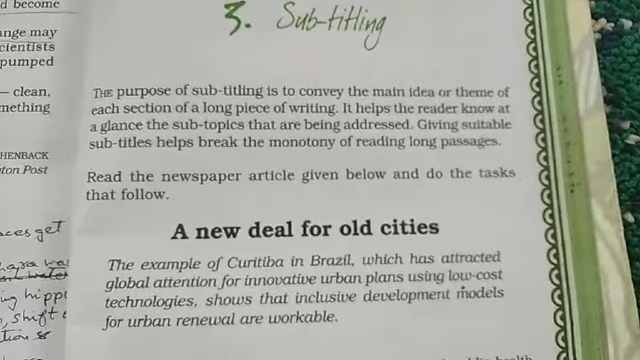 d become
ange may
cientists
pumped
— clean,
mething
HENBACK
ton Post
aces get
3. Sub-titling
THE purpose of sub-titling is to convey the main idea or theme of
each section of a long piece of writing. It helps the reader know at
a glance the sub-topics that are being addressed. Giving suitable
sub-titles helps break the monotony of reading long passages.
Read the newspaper article given below and do the tasks
that follow.
A new deal for old cities
The example of Curitiba in Brazil, which has attracted
global attention for innovative urban plans using low-cost
technologies, shows that inclusive development models
for urban renewal are workable.